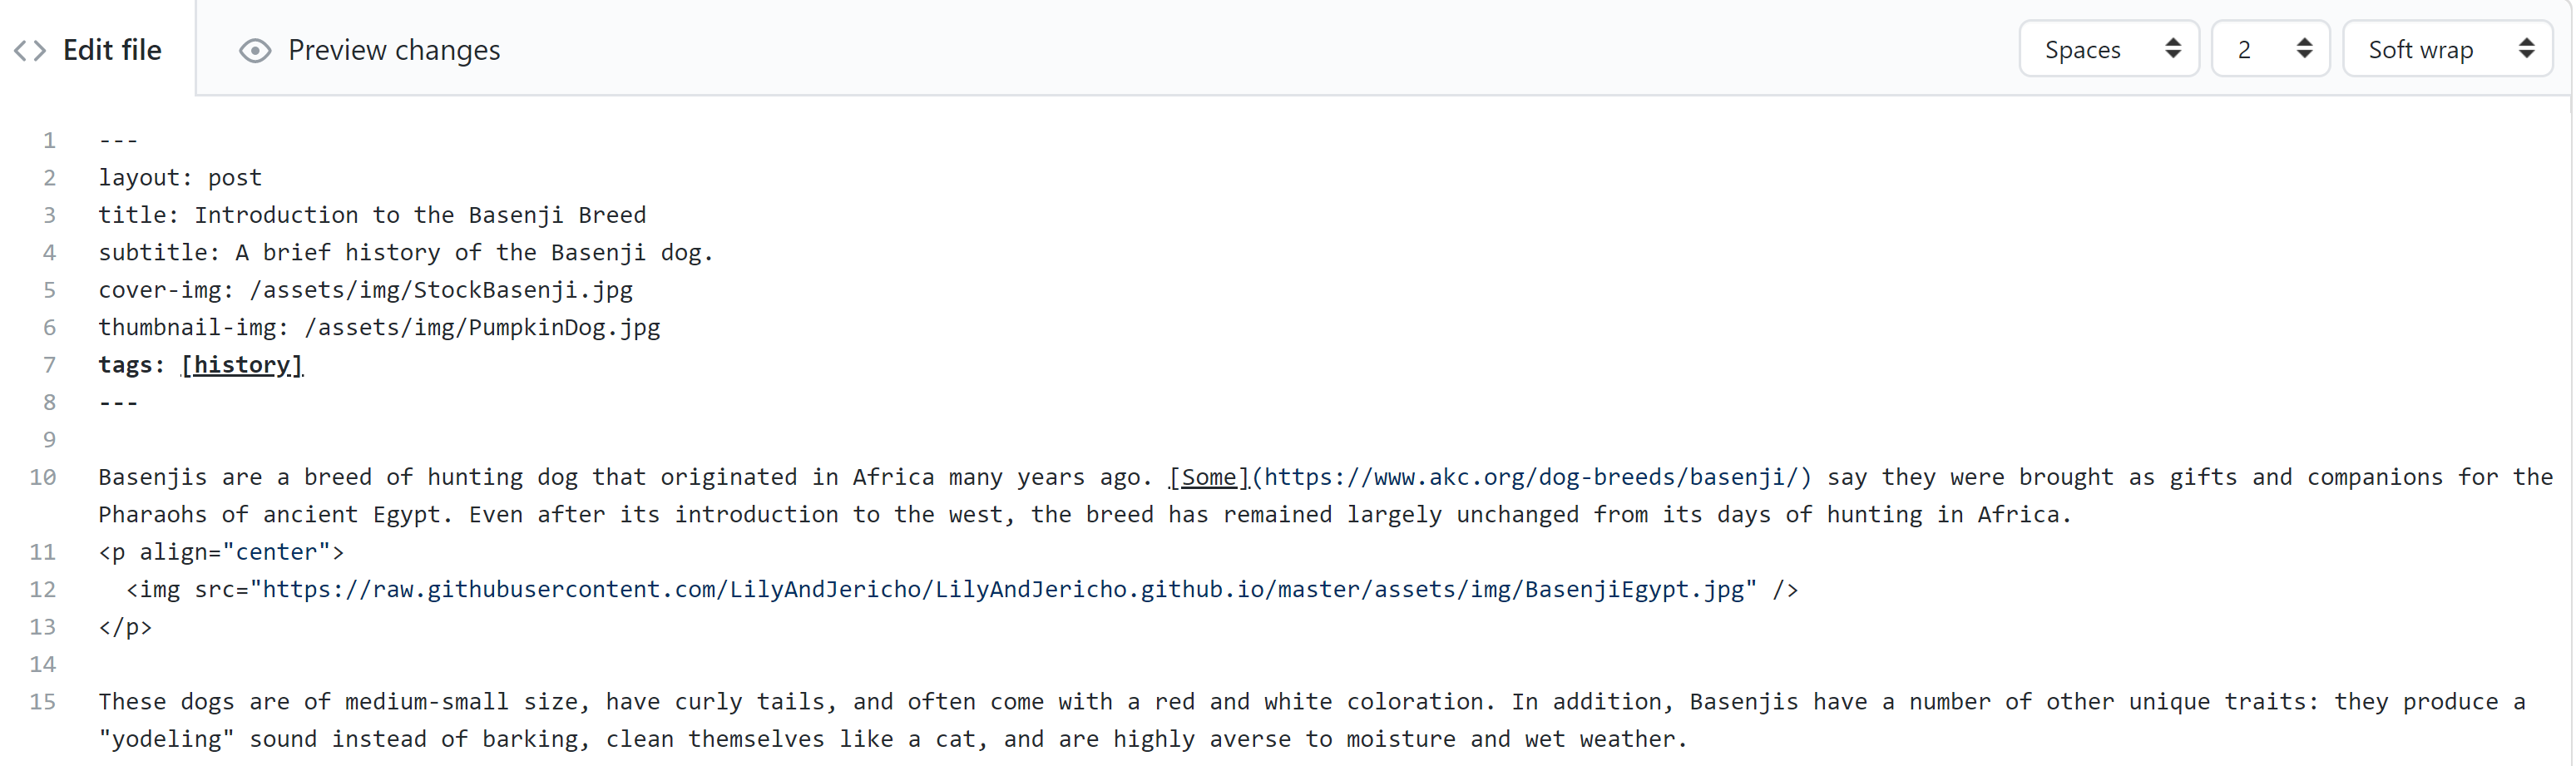 <> Edit file Preview changes Spaces 2 Soft wrap
1 ---
2 layout: post
3 title: Introduction to the Basenji Breed
4 subtitle: A brief history of the Basenji dog.
5 cover-img: /assets/img/StockBasenji.jpg
6 thumbnail-img: /assets/img/PumpkinDog.jpg
7 tags: [history]
8 ---
9
10 Basenjis are a breed of hunting dog that originated in Africa many years ago. [Some](https://www.akc.org/dog-breeds/basenji/) say they were brought as gifts and companions for the
Pharaohs of ancient Egypt. Even after its introduction to the west, the breed has remained largely unchanged from its days of hunting in Africa.
11 <p align="center">
12   <img src="https://raw.githubusercontent.com/LilyAndJericho/LilyAndJericho.github.io/master/assets/img/BasenjiEgypt.jpg" />
13 </p>
14
15 These dogs are of medium-small size, have curly tails, and often come with a red and white coloration. In addition, Basenjis have a number of other unique traits: they produce a
"yodeling" sound instead of barking, clean themselves like a cat, and are highly averse to moisture and wet weather.